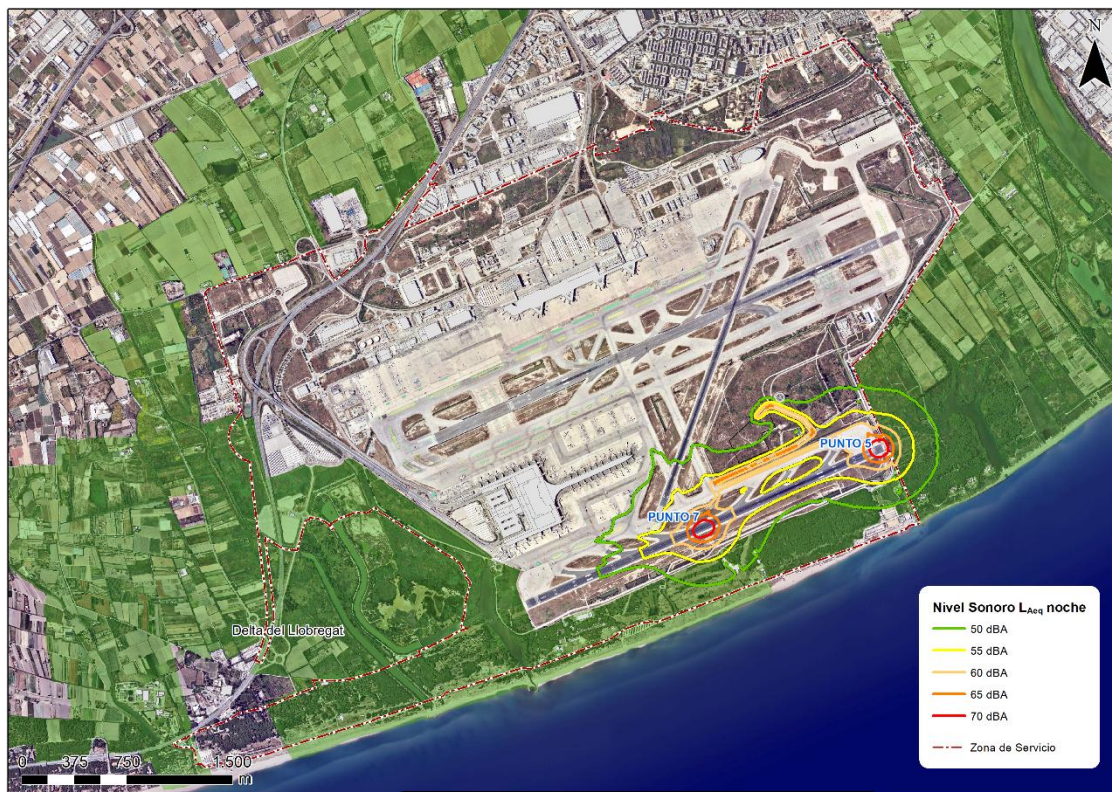 N
PUNTO 5
PUNTO 7
Delta del Llobregat
Nivel Sonoro LAeq noche
50 dBA
55 dBA
60 dBA
65 dBA
70 dBA
Zona de Servicio
0 375 750 1.500
m